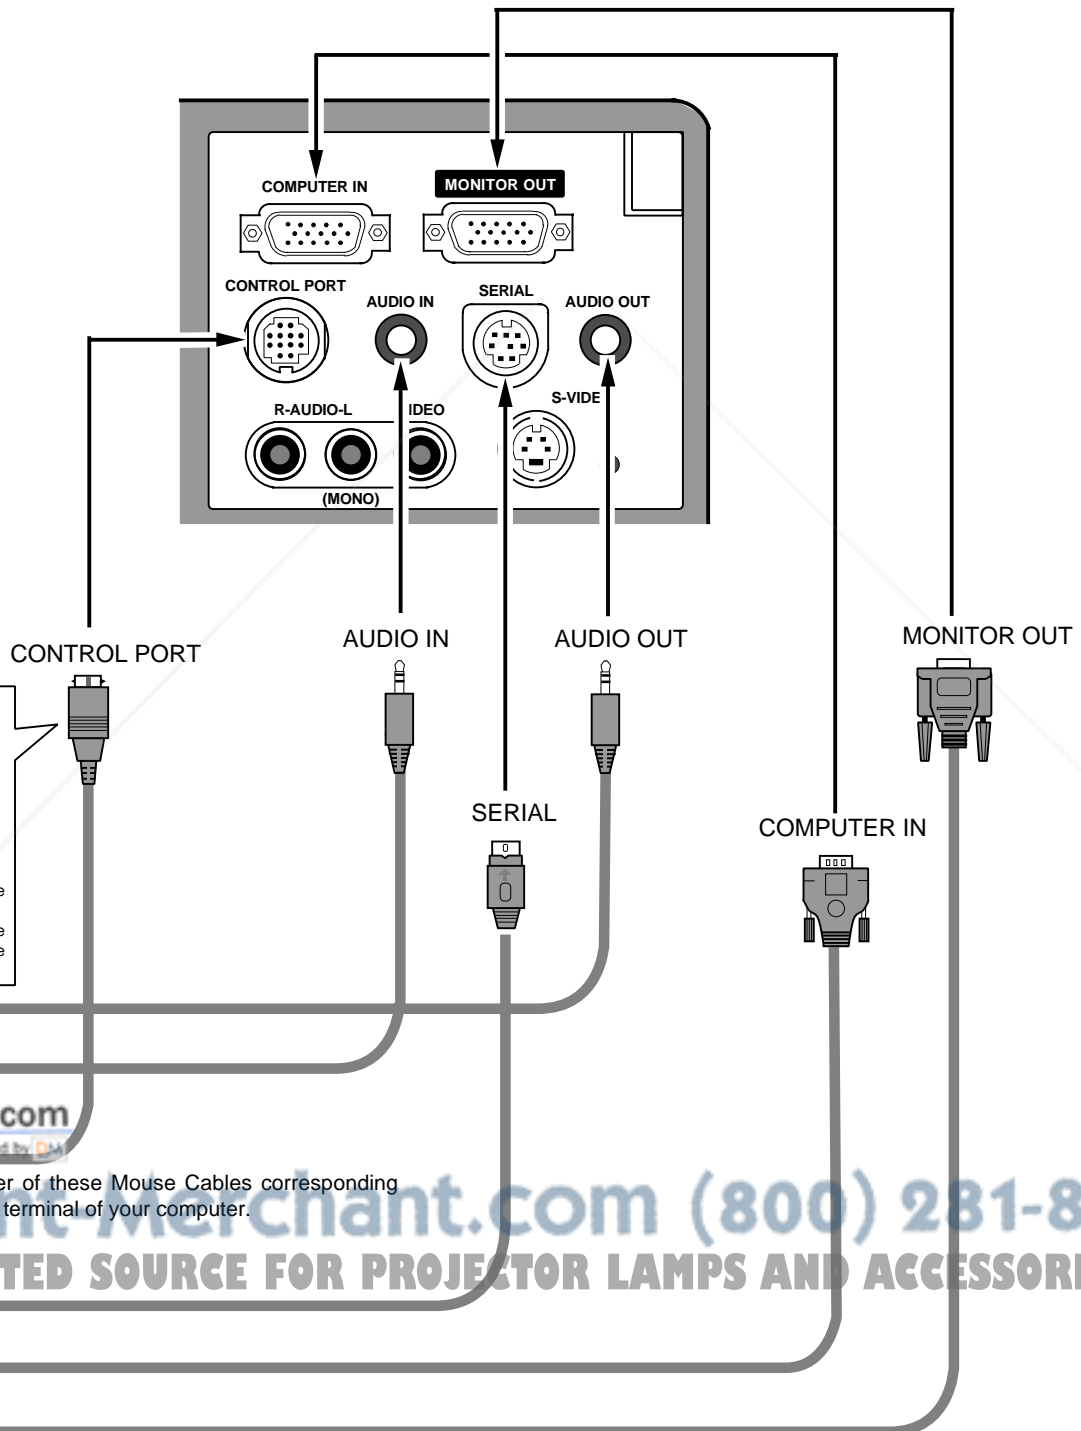 COMPUTER IN
MONITOR OUT
CONTROL PORT
AUDIO IN
SERIAL
AUDIO OUT
R-AUDIO-L
IDEO
S-VIDE
(MONO)
CONTROL PORT
AUDIO IN
AUDIO OUT
MONITOR OUT
SERIAL
COMPUTER IN
e
e
e
com
d by DM
er of these Mouse Cables corresponding
terminal of your computer.
nt-Merchant.com (800) 281-8
TED SOURCE FOR PROJECTOR LAMPS AND ACCESSORI